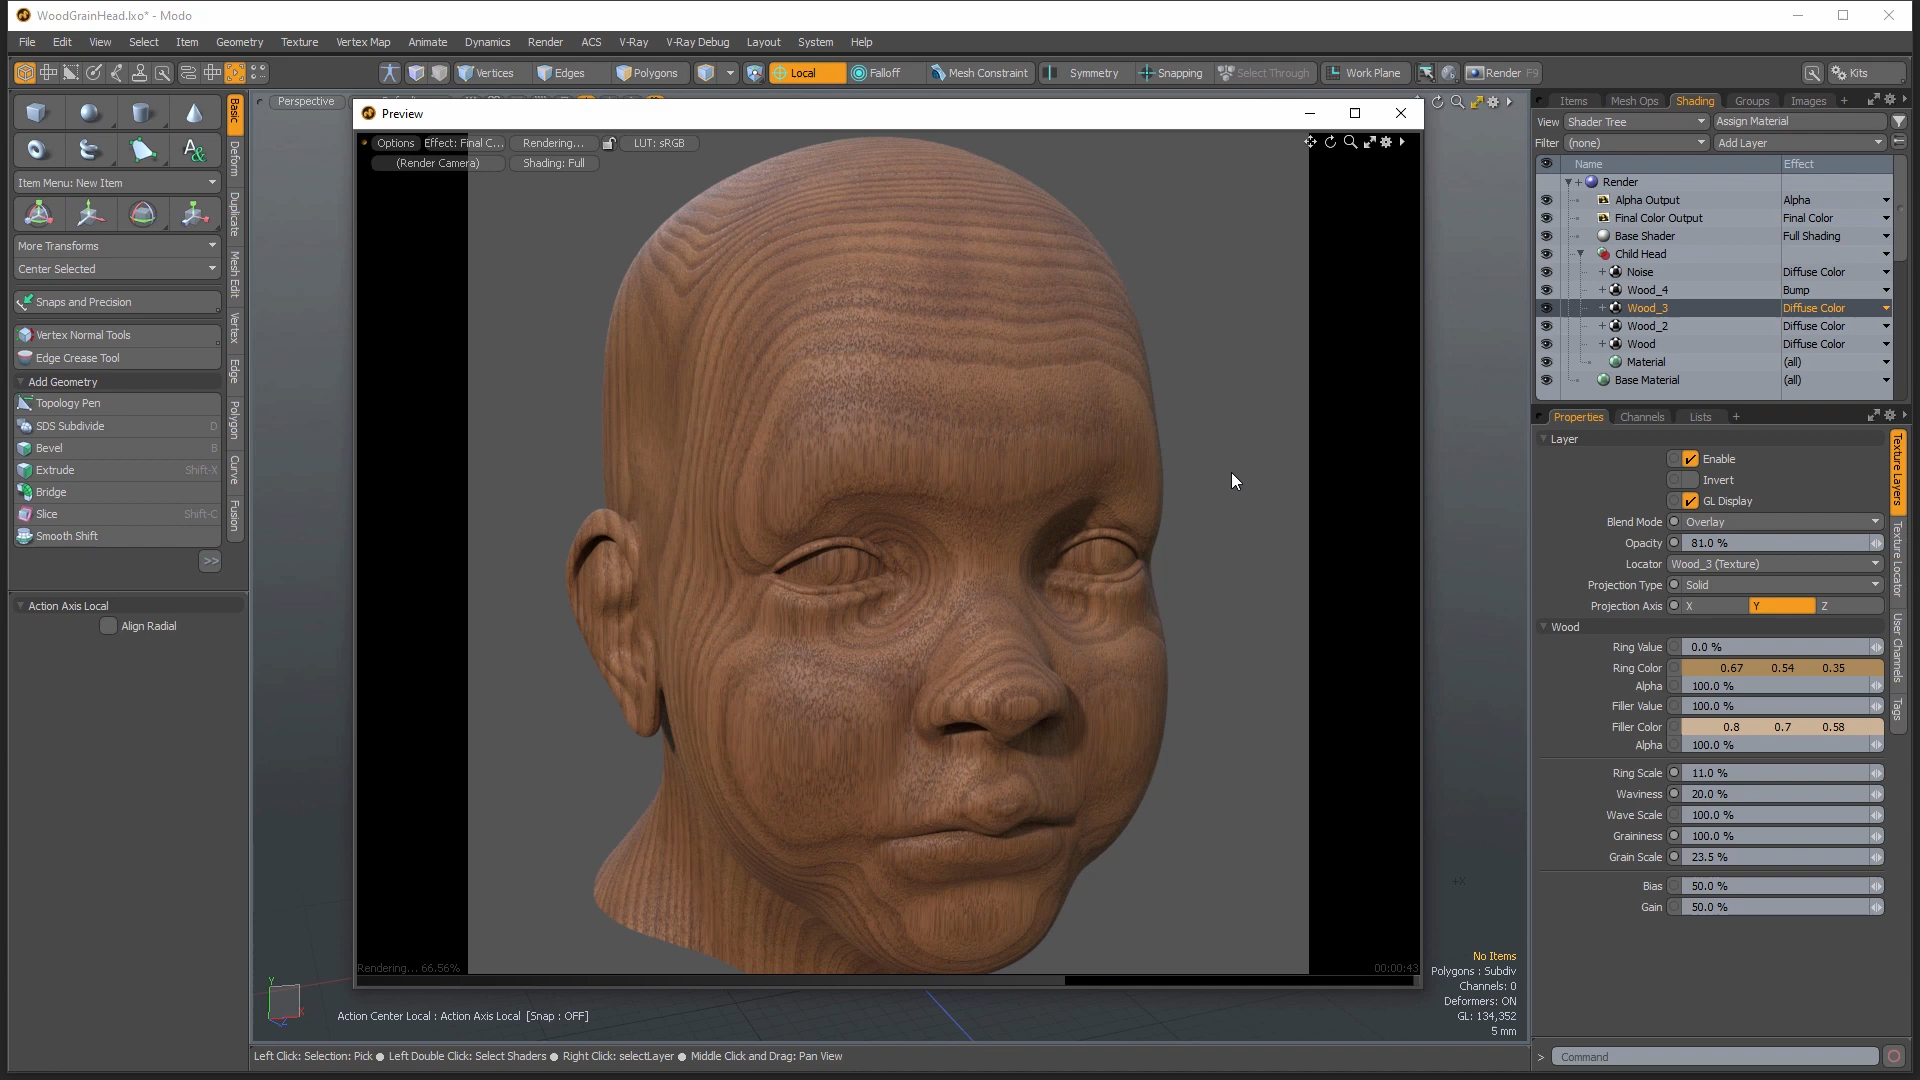 WoodGrainHead.lxo* - Modo
File Edit View Select Item Geometry Texture Vertex Map Animate Dynamics Render ACS V-Ray V-Ray Debug Layout System Help
Vertices Edges Polygons Local Falloff Mesh Constraint Symmetry Snapping Select Through Work Plane Render F9 Kits
Perspective
Basic
Deform
Duplicate
Mesh Edit
Vertex
Edge
Polygon
Curve
Fusion
Item Menu: New Item
More Transforms
Center Selected
Snaps and Precision
Vertex Normal Tools
Edge Crease Tool
Add Geometry
Topology Pen
SDS Subdivide D
Bevel B
Extrude Shift-X
Bridge
Slice Shift-C
Smooth Shift
>>
Action Axis Local
Align Radial
Preview
Options Effect: Final C... Rendering... LUT: sRGB
(Render Camera) Shading: Full
Rendering... 66.56% 00:00:43
Action Center Local : Action Axis Local [Snap : OFF]
No Items
Polygons : Subdiv
Channels: 0
Deformers: ON
GL: 134,352
5 mm
Left Click: Selection: Pick ● Left Double Click: Select Shaders ● Right Click: selectLayer ● Middle Click and Drag: Pan View
Items Mesh Ops Shading Groups Images +
View Shader Tree Assign Material
Filter (none) Add Layer
Name Effect
Render
Alpha Output Alpha
Final Color Output Final Color
Base Shader Full Shading
Child Head
Noise Diffuse Color
Wood_4 Bump
Wood_3 Diffuse Color
Wood_2 Diffuse Color
Wood Diffuse Color
Material (all)
Base Material (all)
Properties Channels Lists +
Layer
Enable
Invert
GL Display
Blend Mode Overlay
Opacity 81.0 %
Locator Wood_3 (Texture)
Projection Type Solid
Projection Axis X Y Z
Wood
Ring Value 0.0 %
Ring Color 0.67 0.54 0.35
Alpha 100.0 %
Filler Value 100.0 %
Filler Color 0.8 0.7 0.58
Alpha 100.0 %
Ring Scale 11.0 %
Waviness 20.0 %
Wave Scale 100.0 %
Graininess 100.0 %
Grain Scale 23.5 %
Bias 50.0 %
Gain 50.0 %
Texture Layers
Texture Locator
User Channels
Tags
> Command